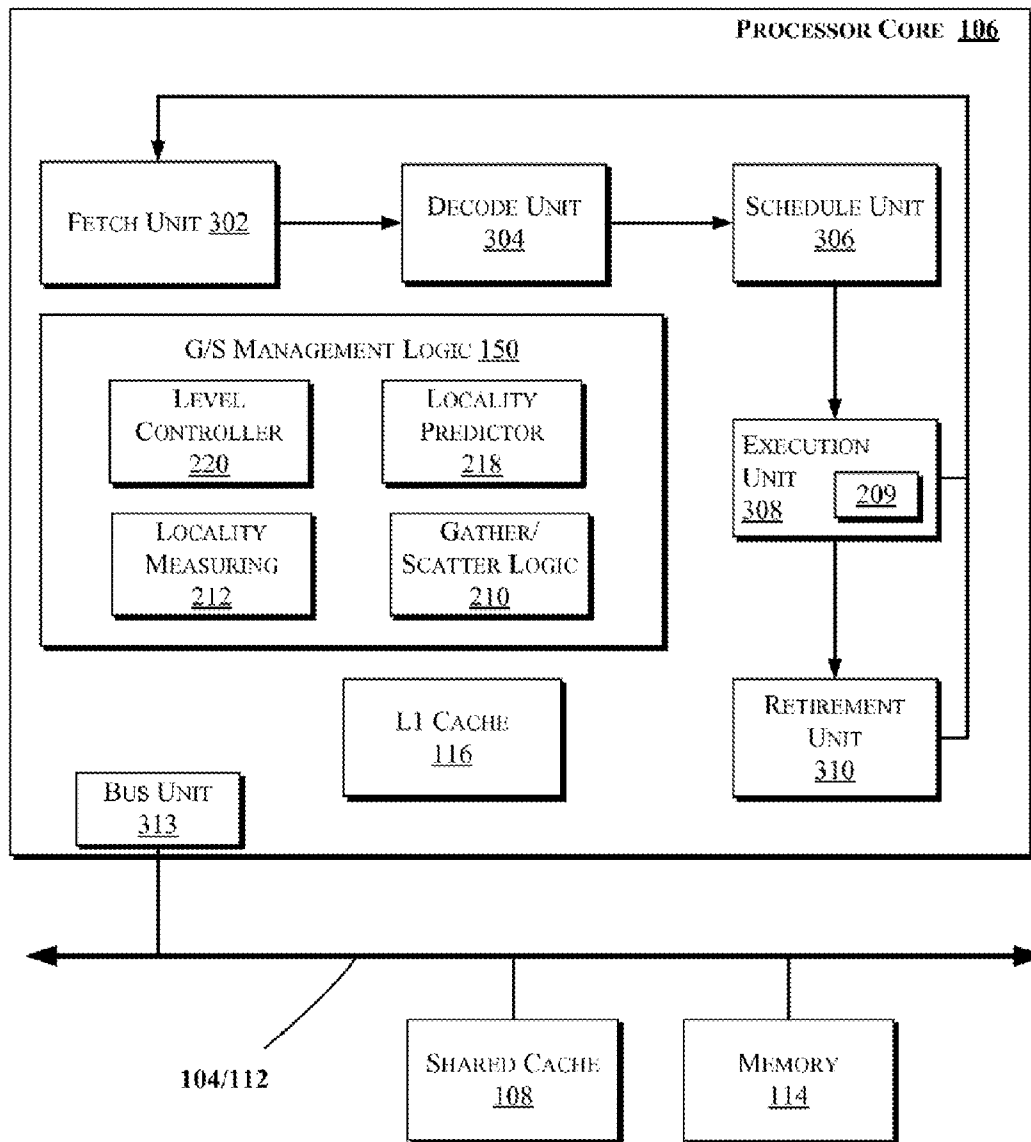 PROCESSOR CORE 106
FETCH UNIT 302
DECODE UNIT
304
SCHEDULE UNIT
306
G/S MANAGEMENT LOGIC 150
LEVEL
CONTROLLER
220
LOCALITY
PREDICTOR
218
LOCALITY
MEASURING
212
GATHER/
SCATTER LOGIC
210
EXECUTION
UNIT
308
209
L1 CACHE
116
RETIREMENT
UNIT
310
BUS UNIT
313
104/112
SHARED CACHE
108
MEMORY
114